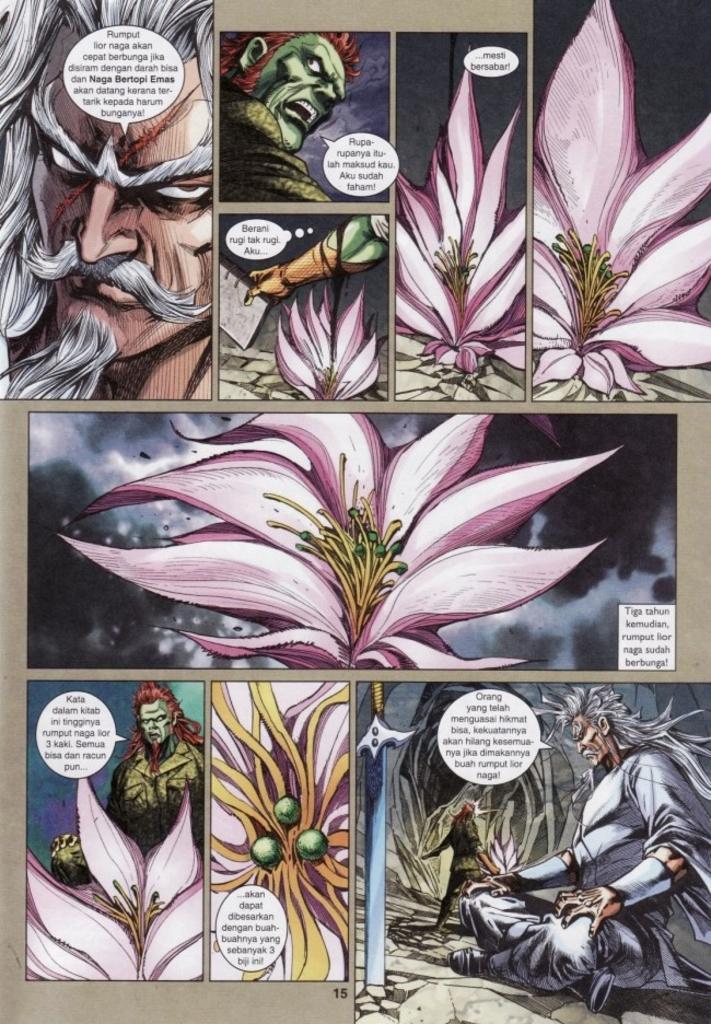 Rumput
lior naga akan
cepat berbunga jika
disiram dengan darah bisa
dan Naga Bertopi Emas
akan datang kerana ter-
tarik kepada harum
bunganya!
Rupa-
rupanya itu-
lah maksud kau.
Aku sudah
faham!
Berani
rugi tak rugi.
Aku...
...mesti
bersabar!
Tiga tahun
kemudian,
rumput lior
naga sudah
berbunga!
Kata
dalam kitab
ini tingginya
rumput naga lior
3 kaki. Semua
bisa dan racun
pun...
...akan
dapat
dibesarkan
dengan buah-
buahnya yang
sebanyak 3
biji ini!
Orang
yang telah
menguasai hikmat
bisa, kekuatannya
akan hilang kesemua-
nya jika dimakannya
buah rumput lior
naga!
15